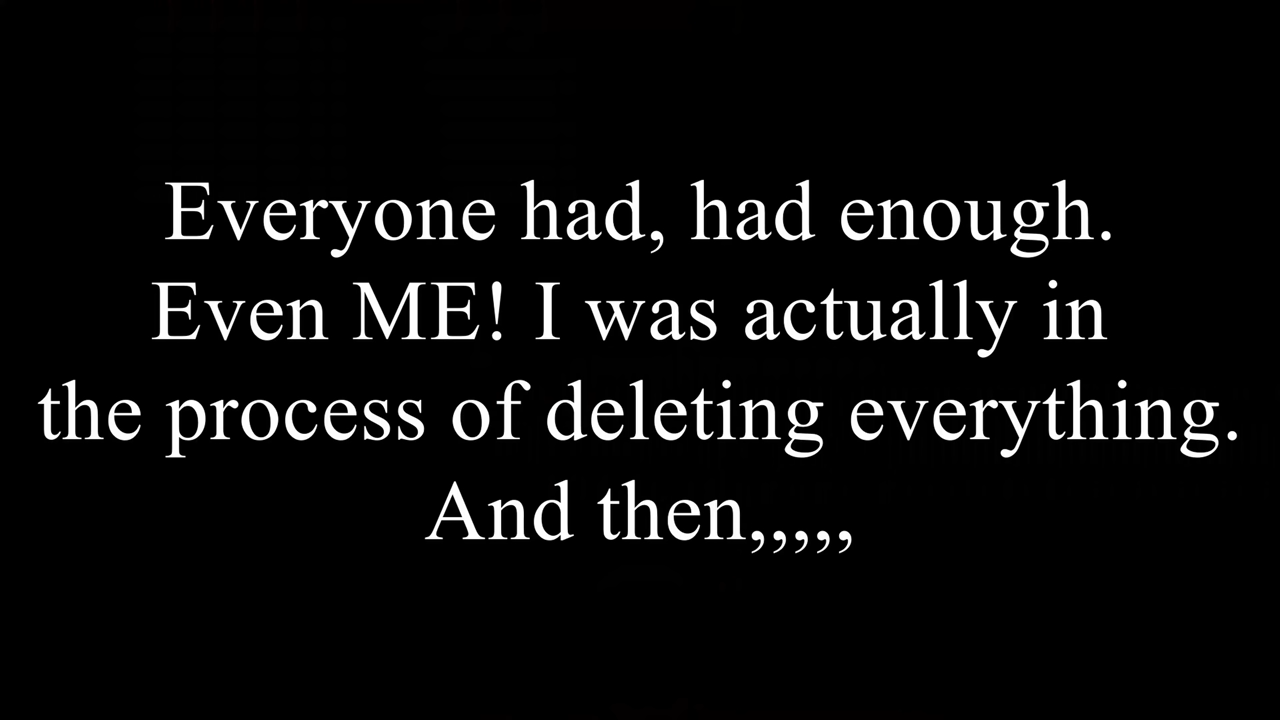 Everyone had, had enough.
Even ME! I was actually in
the process of deleting everything.
And then,,,,,